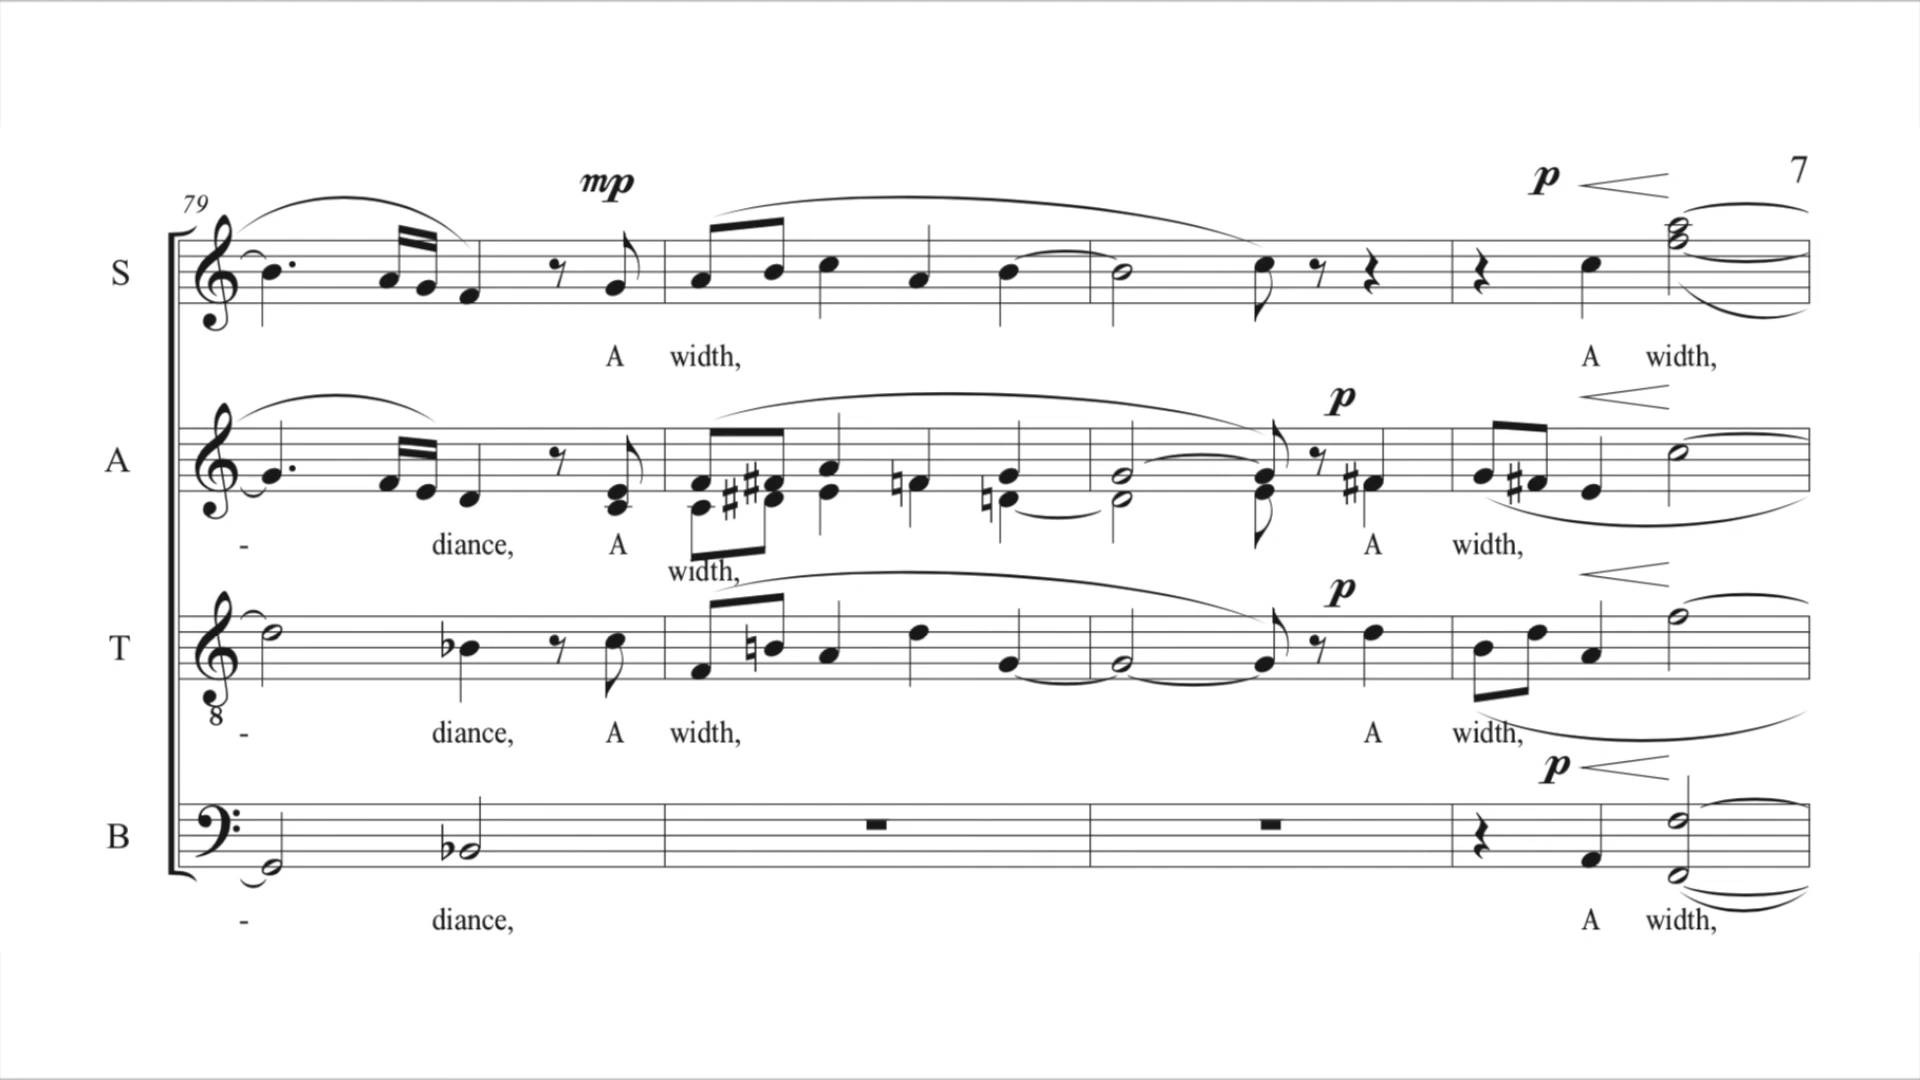 7
79
mp
p
S
A width, A width,
p
A
- diance, A width, A width,
p
T
8
- diance, A width, A width,
p
B
- diance, A width,